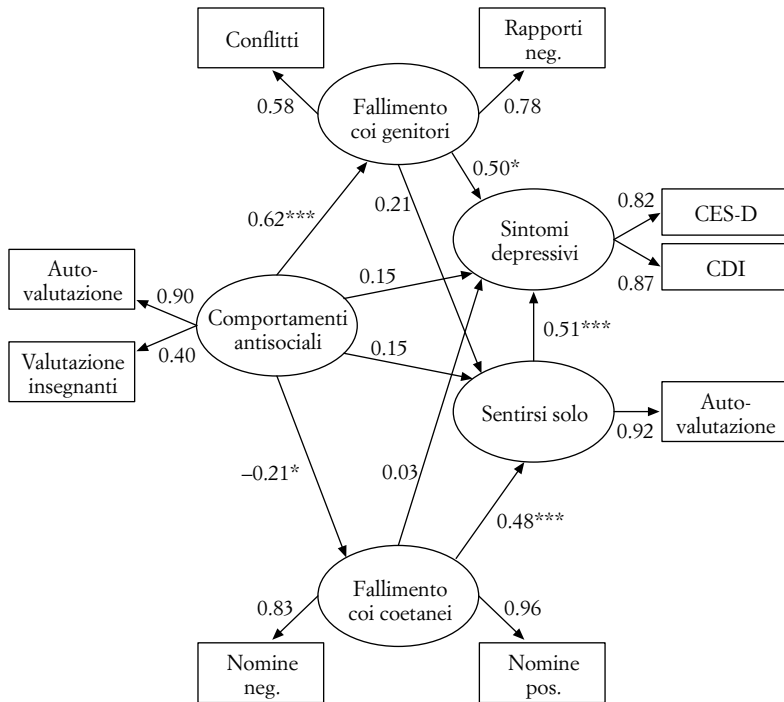 Conflitti
Rapporti
neg.
0.58
Fallimento
coi genitori
0.78
0.50*
0.62***
0.21
Sintomi
depressivi
0.82
CES-D
CDI
0.87
Auto-
valutazione
0.90
Comportamenti
antisociali
0.15
Valutazione
insegnanti
0.40
0.15
0.51***
Sentirsi solo
0.92
Auto-
valutazione
–0.21*
0.03
0.48***
Fallimento
coi coetanei
0.83
0.96
Nomine
neg.
Nomine
pos.